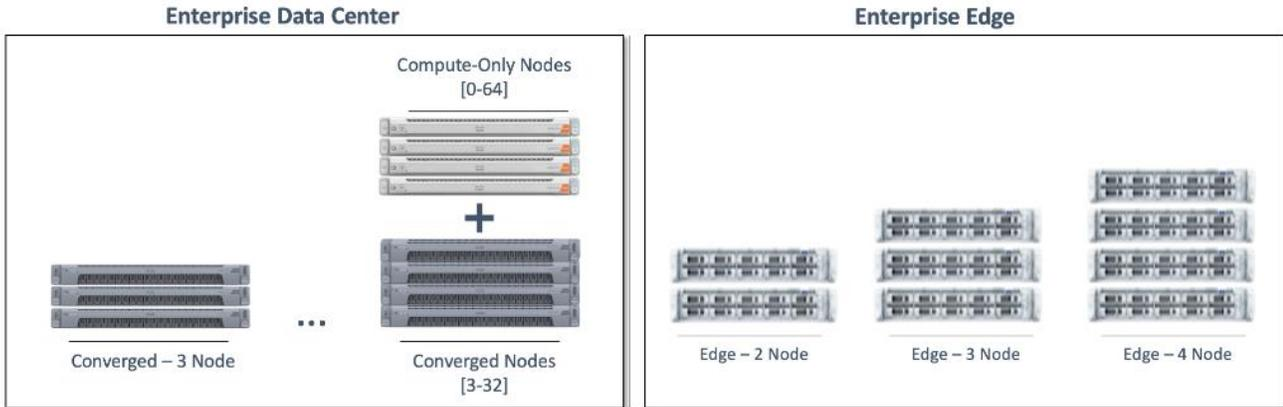 Enterprise Data Center
Compute-Only Nodes
[0-64]
+
...
Converged – 3 Node
Converged Nodes
[3-32]
Enterprise Edge
Edge – 2 Node
Edge – 3 Node
Edge – 4 Node